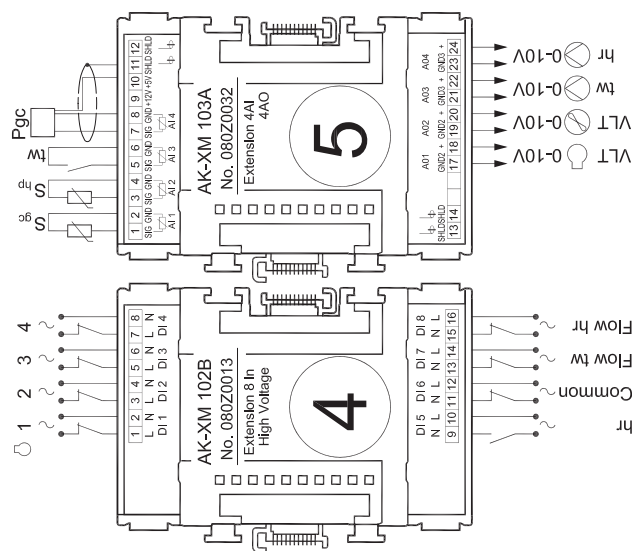 Sgc Shp tw Pgc
1 2 3 4 5 6 7 8 9 10 11 12
SIG GND SIG GND SIG GND SIG GND +12V +5V SHLD SHLD
AI 1 AI 2 AI 3 AI 4
AK-XM 103A
No. 080Z0032
Extension 4AI
4AO
5
AO1 AO2 AO3 AO4
SHLD SHLD GND2 + GND2 + GND3 + GND3 +
13 14 17 18 19 20 21 22 23 24
VLT 0-10V
VLT 0-10V
tw 0-10V
hr 0-10V
1 2 3 4
1 2 3 4 5 6 7 8
L N L N L N L N
DI 1 DI 2 DI 3 DI 4
AK-XM 102B
No. 080Z0013
Extension 8 In
High Voltage
4
DI 5 DI 6 DI 7 DI 8
N L N L N L N L
9 10 11 12 13 14 15 16
hr
Common
Flow tw
Flow hr